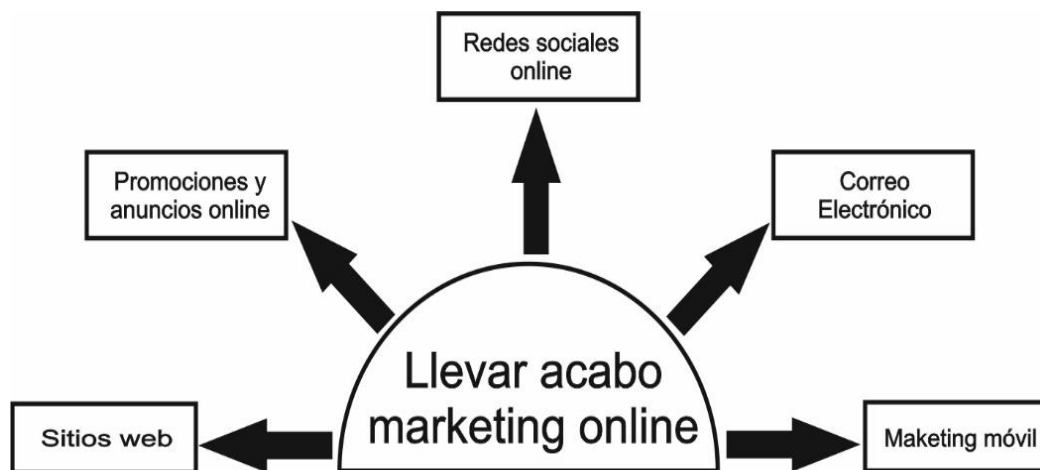 Redes sociales
online
Promociones y
anuncios online
Correo
Electrónico
Llevar acabo
marketing online
Sitios web
Maketing móvil